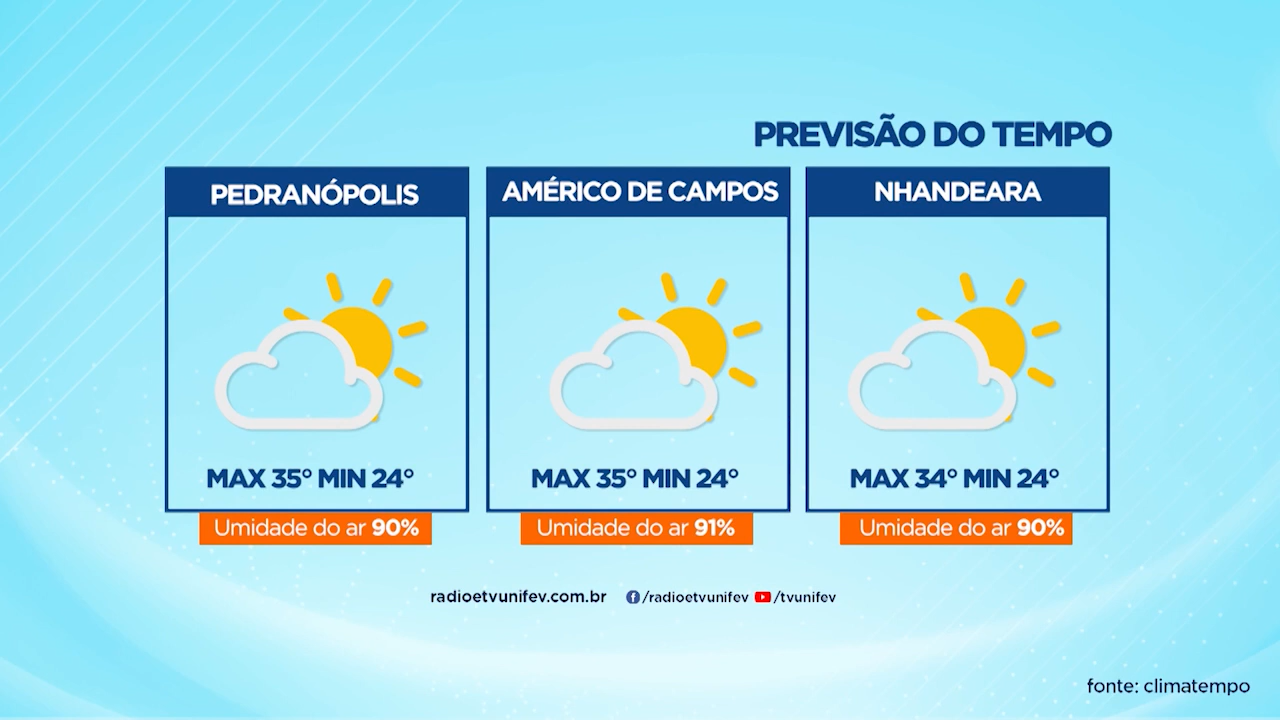 PREVISÃO DO TEMPO
PEDRANÓPOLIS
MAX 35° MIN 24°
Umidade do ar 90%
AMÉRICO DE CAMPOS
MAX 35° MIN 24°
Umidade do ar 91%
NHANDEARA
MAX 34° MIN 24°
Umidade do ar 90%
radioetvunifev.com.br /radioetvunifev /tvunifev
fonte: climatempo